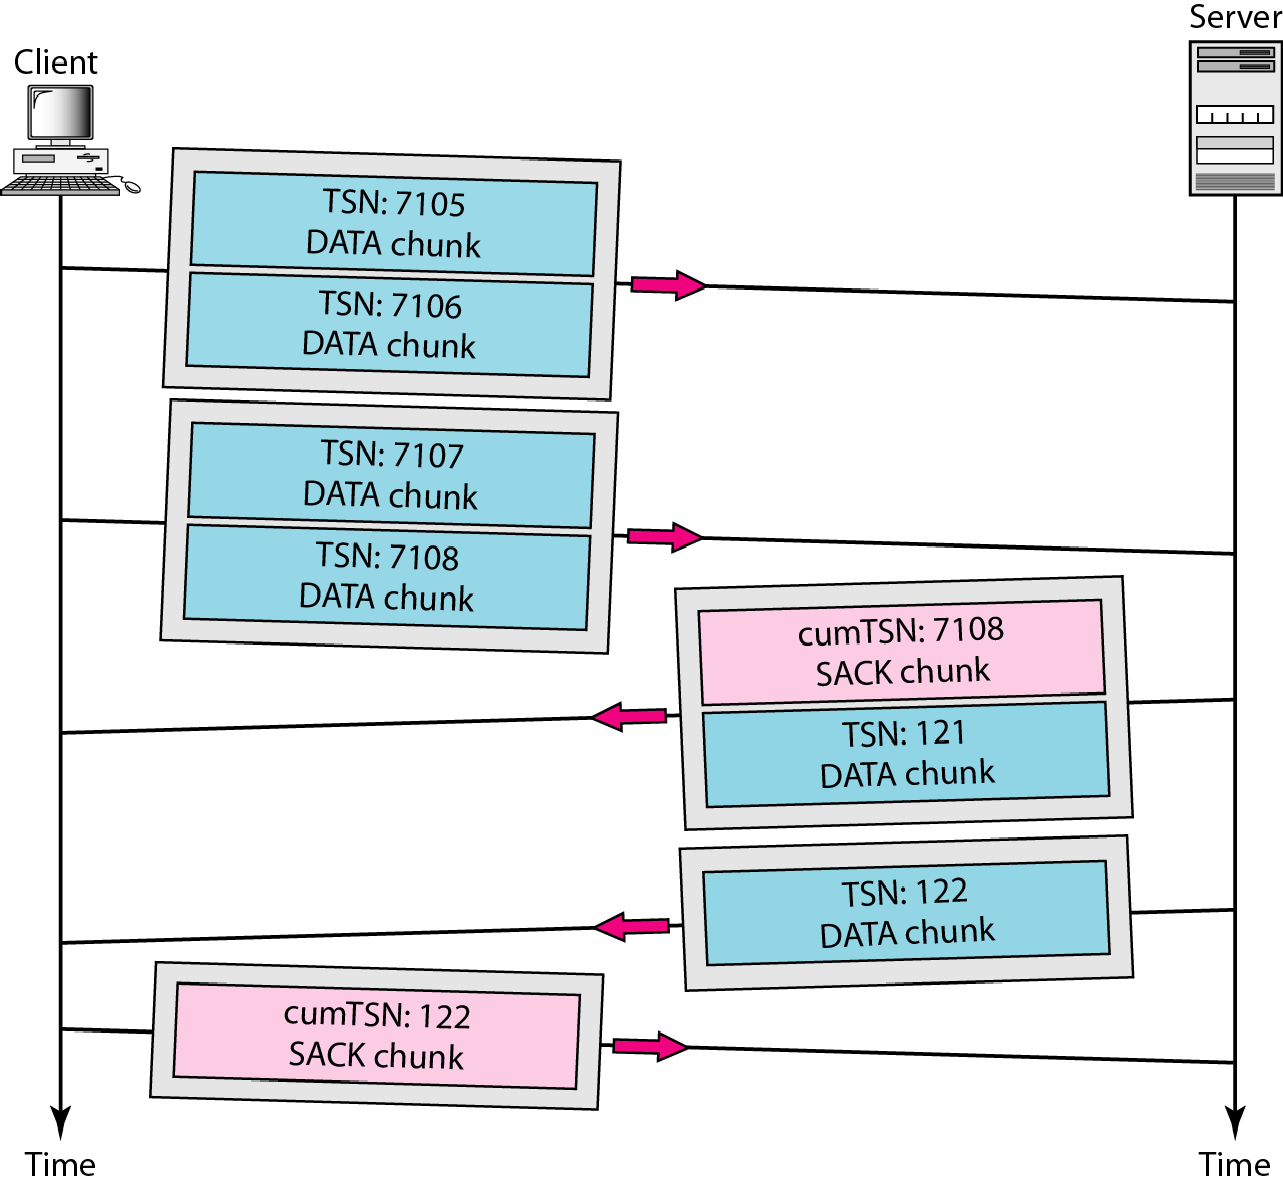 Server
Client
TSN: 7105
DATA chunk
TSN: 7106
DATA chunk
TSN: 7107
DATA chunk
TSN: 7108
DATA chunk
cumTSN: 7108
SACK chunk
TSN: 121
DATA chunk
TSN: 122
DATA chunk
cumTSN: 122
SACK chunk
Time
Time